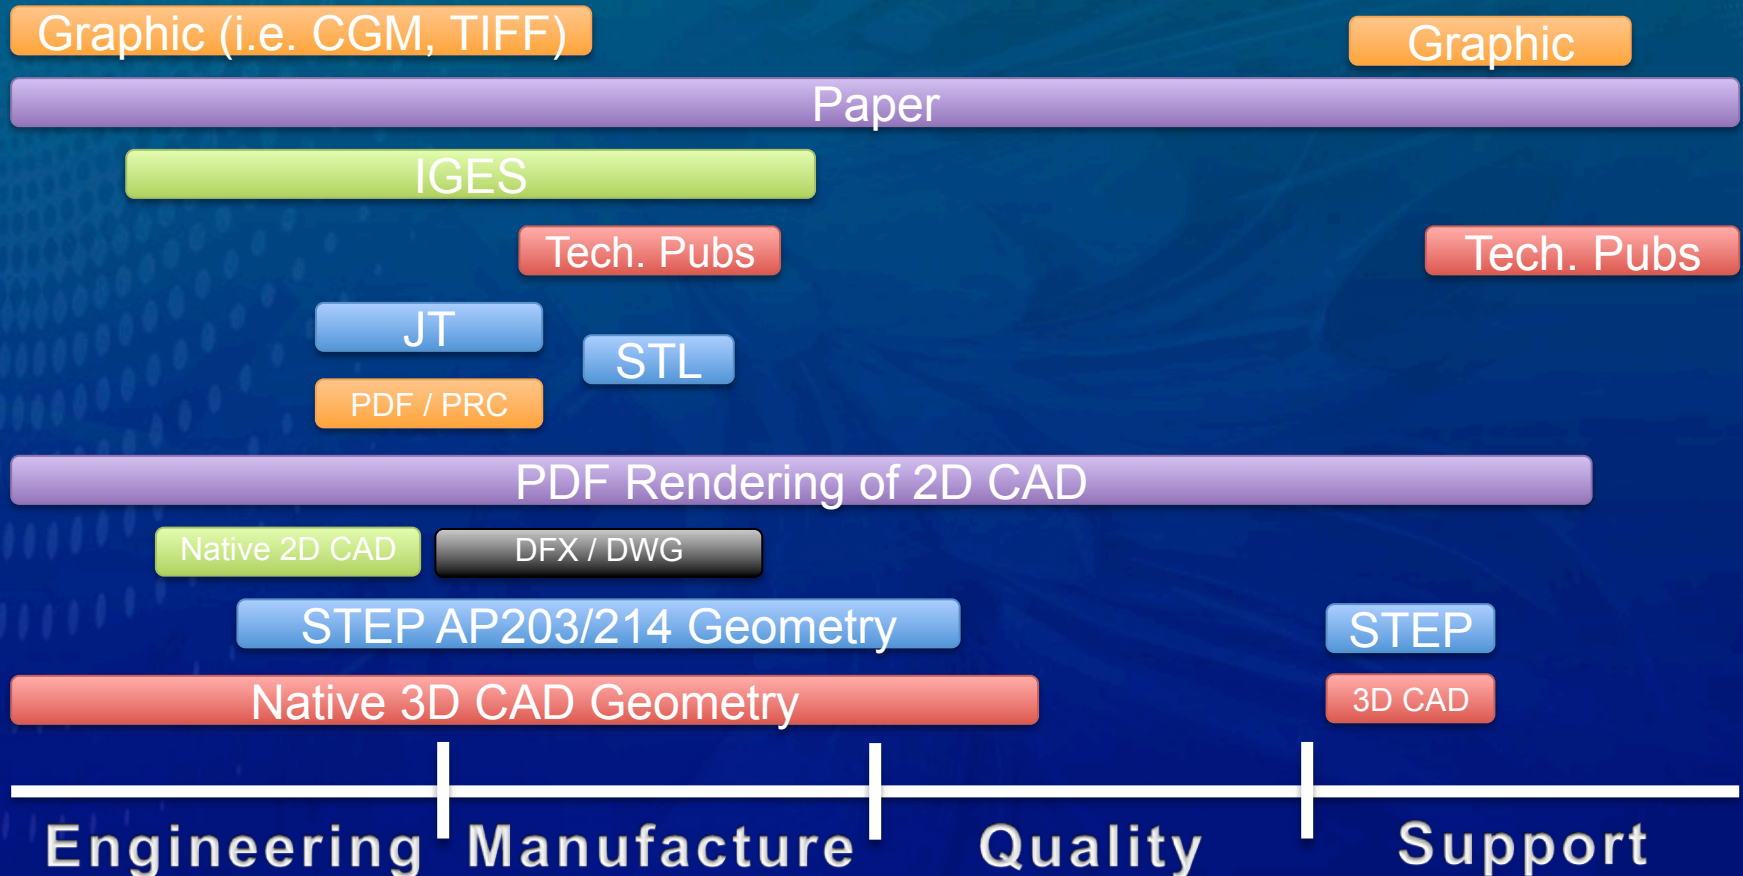 Graphic (i.e. CGM, TIFF)
Graphic
Paper
IGES
Tech. Pubs
Tech. Pubs
JT
STL
PDF / PRC
PDF Rendering of 2D CAD
Native 2D CAD
DFX / DWG
STEP AP203/214 Geometry
STEP
Native 3D CAD Geometry
3D CAD
Engineering
Manufacture
Quality
Support